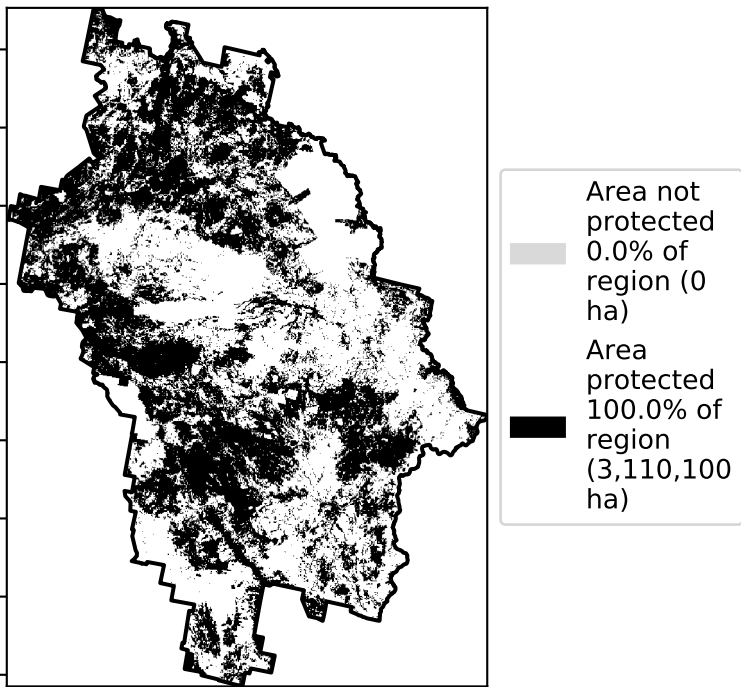 Area not
protected
0.0% of
region (0
ha)
Area
protected
100.0% of
region
(3,110,100
ha)